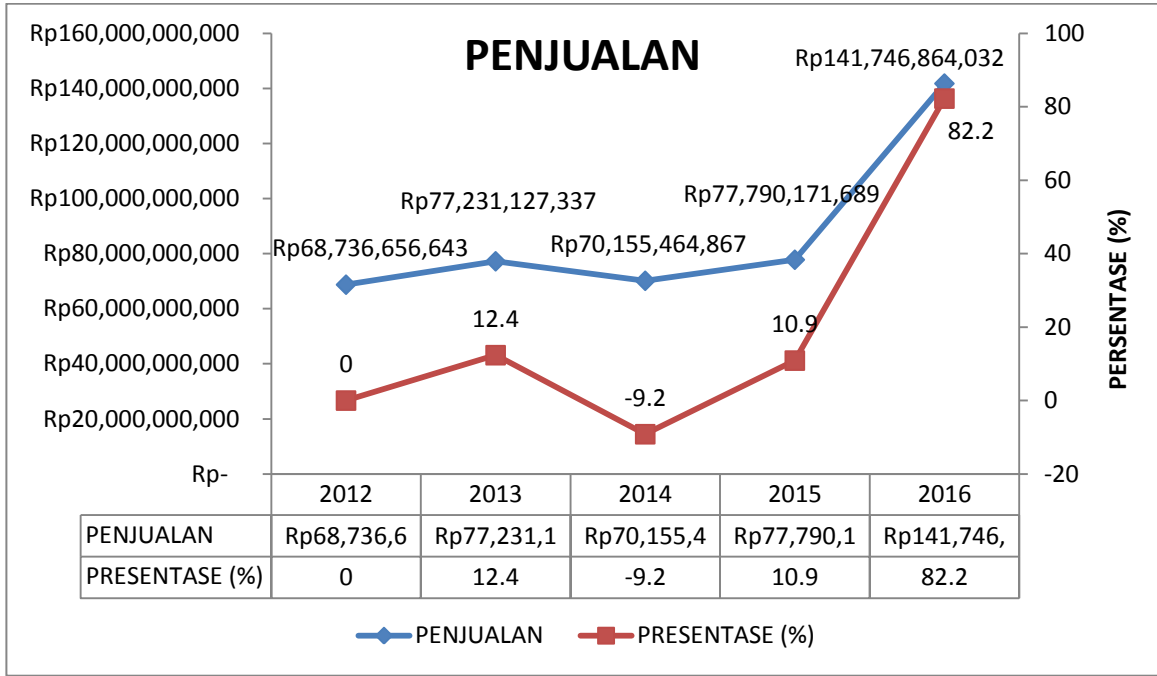 PENJUALAN
Rp160,000,000,000
Rp140,000,000,000
Rp120,000,000,000
Rp100,000,000,000
Rp80,000,000,000
Rp60,000,000,000
Rp40,000,000,000
Rp20,000,000,000
Rp-
Rp68,736,656,643
Rp77,231,127,337
Rp70,155,464,867
Rp77,790,171,689
Rp141,746,864,032
0
12.4
-9.2
10.9
82.2
100
80
60
40
20
0
-20
PERSENTASE (%)
2012 2013 2014 2015 2016
PENJUALAN Rp68,736,6 Rp77,231,1 Rp70,155,4 Rp77,790,1 Rp141,746,
PRESENTASE (%) 0 12.4 -9.2 10.9 82.2
PENJUALAN PRESENTASE (%)